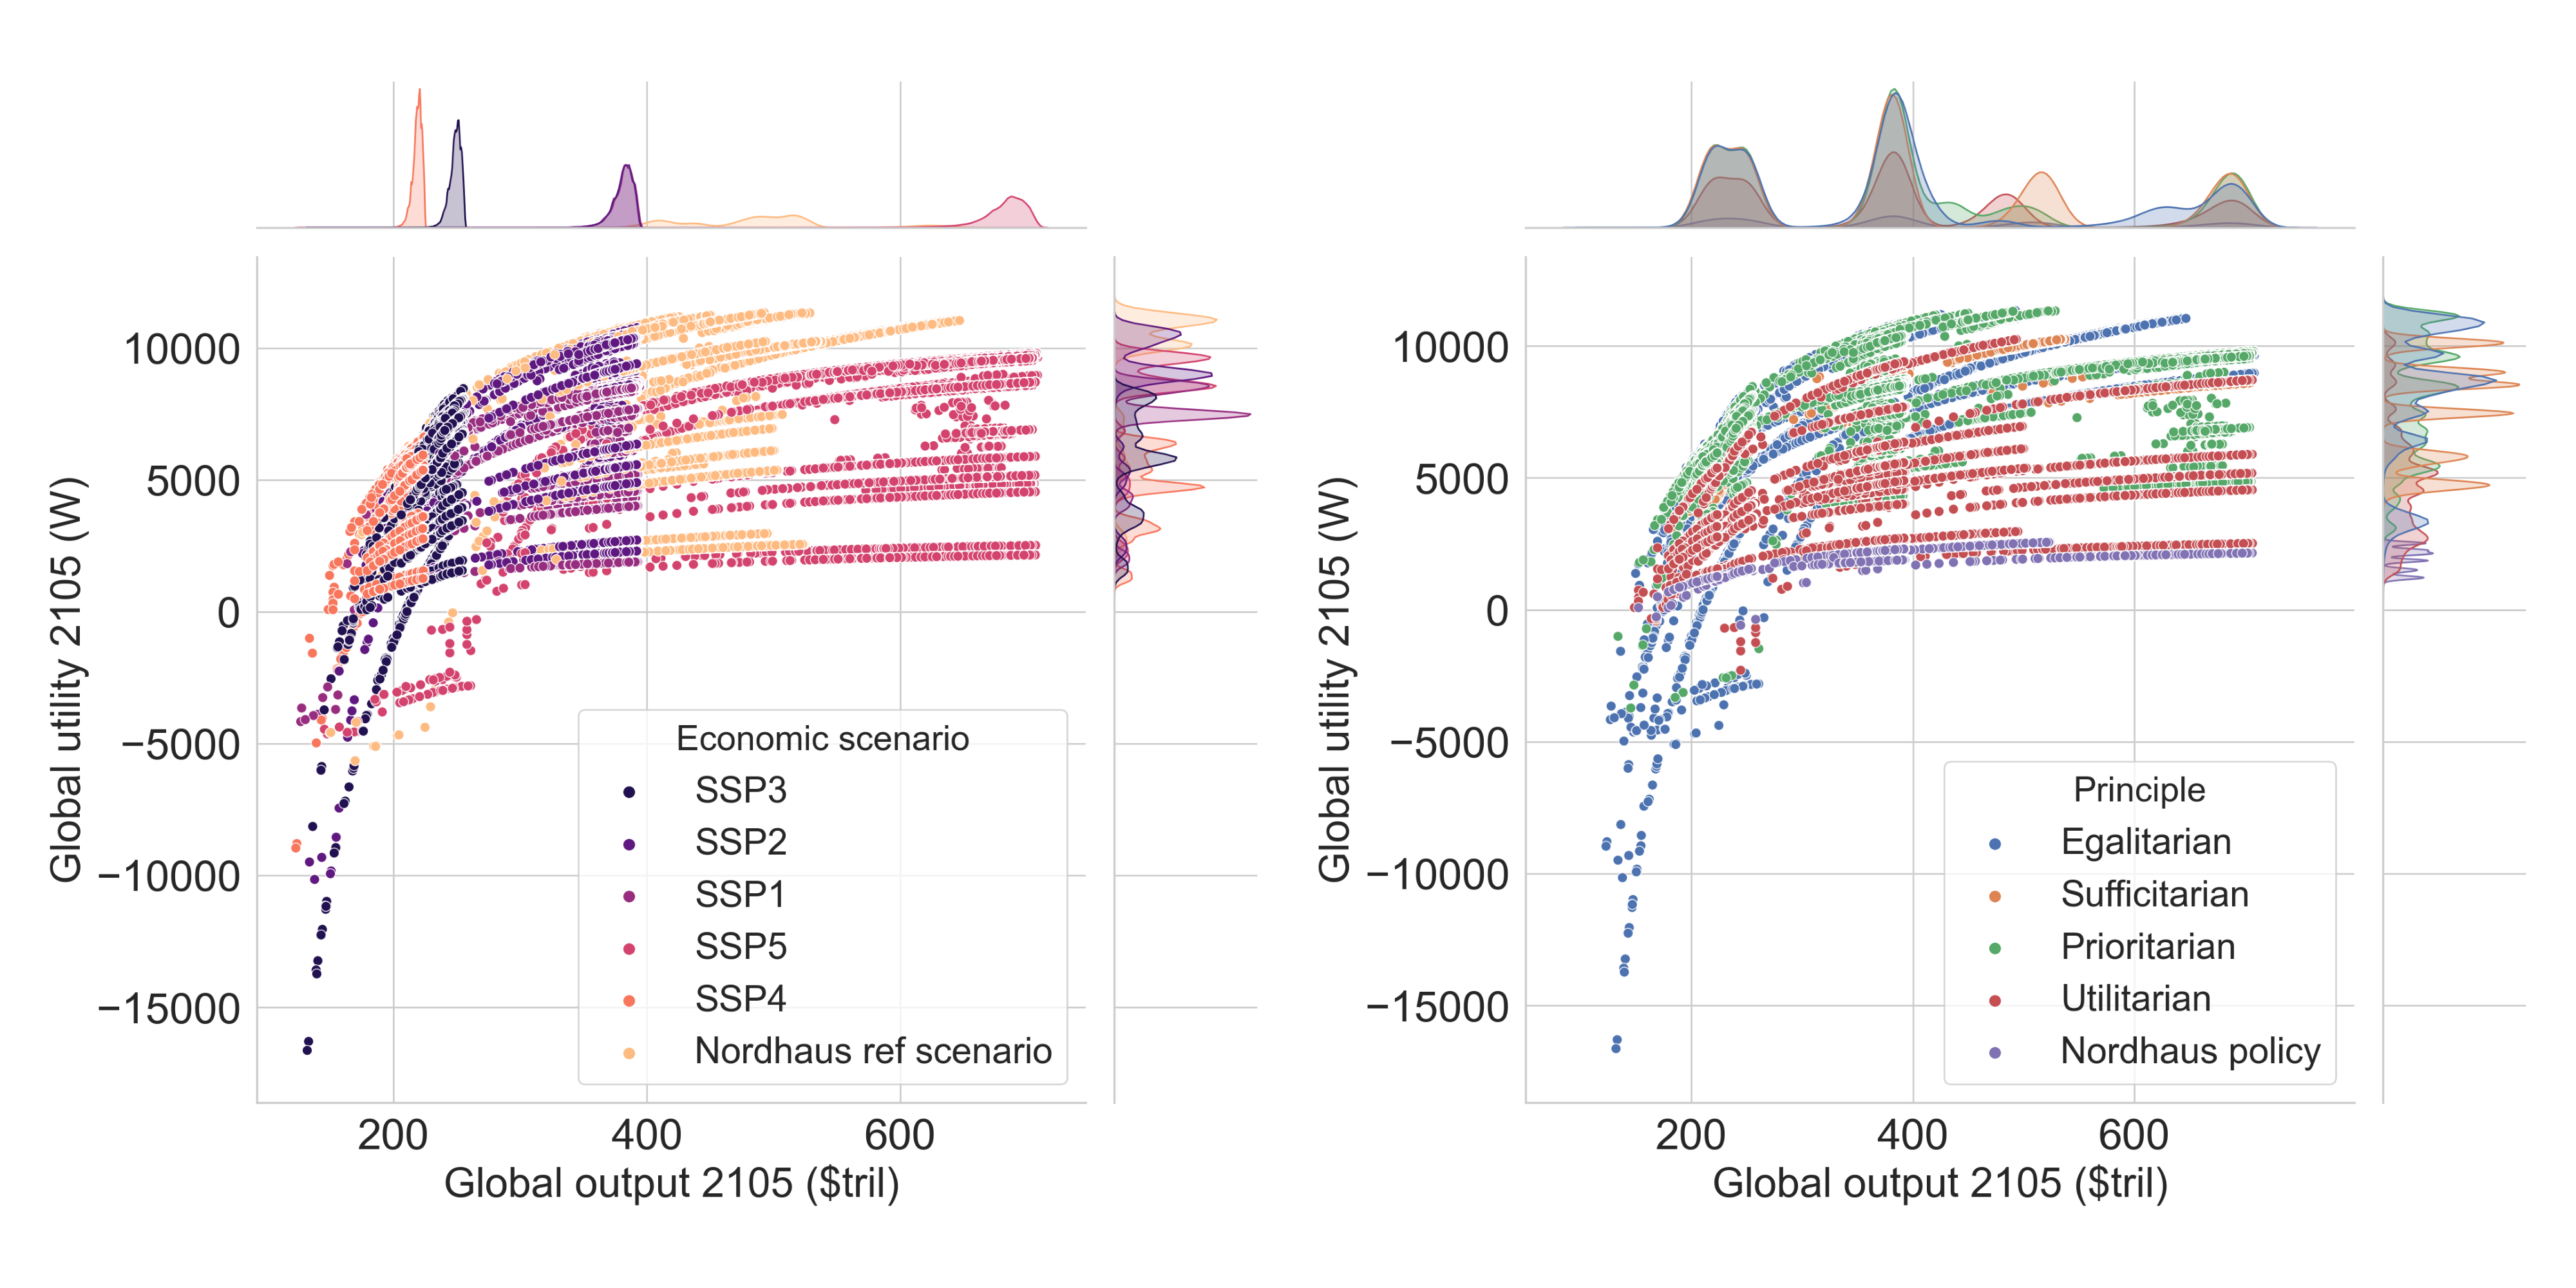 10000
5000
0
−5000
−10000
−15000
Global utility 2105 (W)
200
400
600
Global output 2105 ($tril)
Economic scenario
SSP3
SSP2
SSP1
SSP5
SSP4
Nordhaus ref scenario
10000
5000
0
−5000
−10000
−15000
Global utility 2105 (W)
200
400
600
Global output 2105 ($tril)
Principle
Egalitarian
Sufficitarian
Prioritarian
Utilitarian
Nordhaus policy